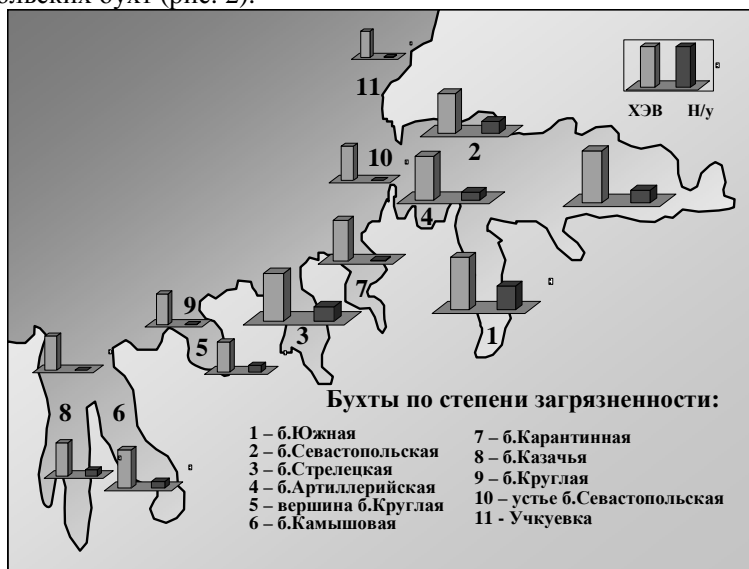 ольских бухт (рис. 2).
11
ХЭВ Н/у
2
10
4
7
9
3
1
5
8 6
Бухты по степени загрязненности:
1 – б.Южная
2 – б.Севастопольская
3 – б.Стрелецкая
4 – б.Артиллерийская
5 – вершина б.Круглая
6 – б.Камышовая
7 – б.Карантинная
8 – б.Казачья
9 – б.Круглая
10 – устье б.Севастопольская
11 - Учкуевка